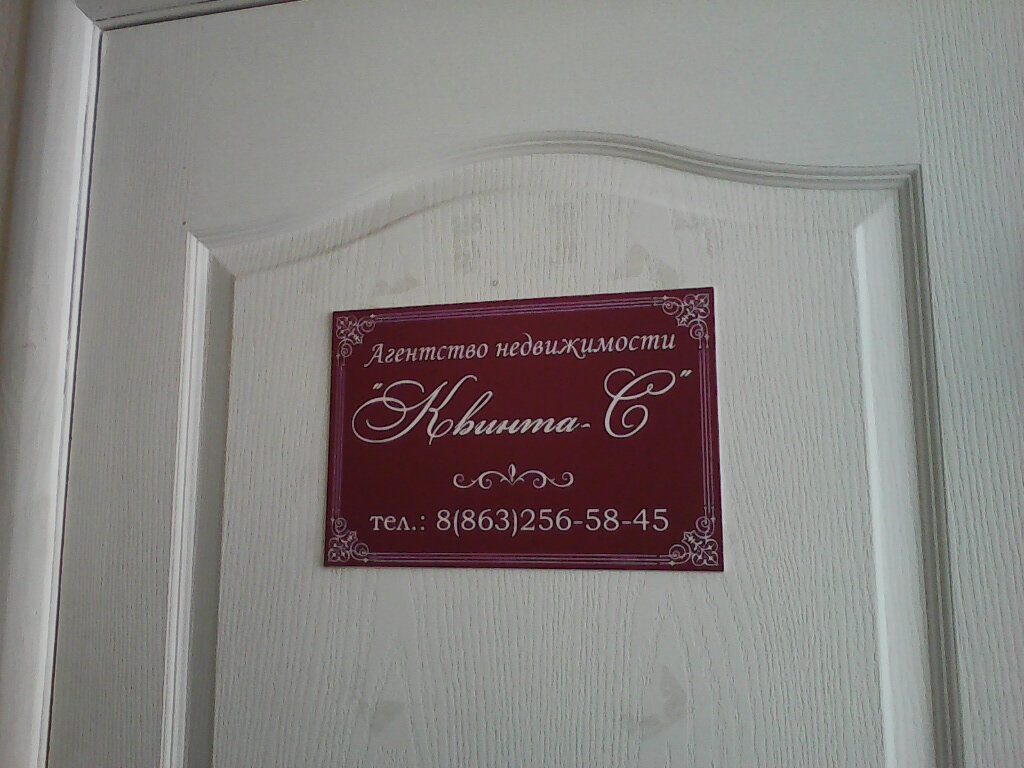 Агентство недвижимости
"Квинта-С"
тел.: 8(863)256-58-45